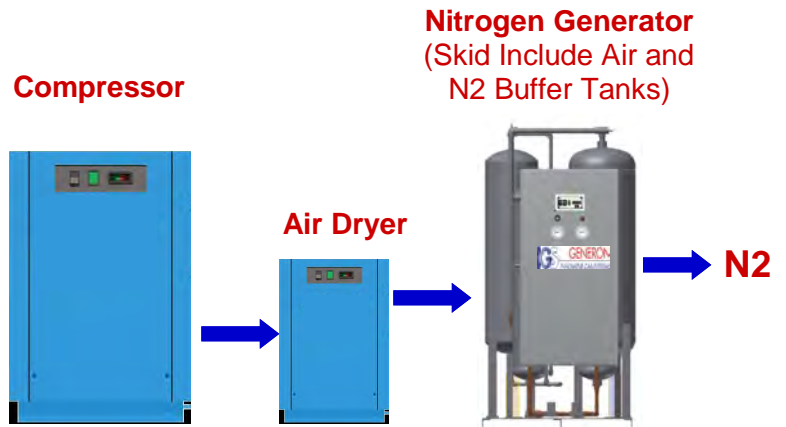 Nitrogen Generator
(Skid Include Air and
N2 Buffer Tanks)
Compressor
Air Dryer
GENERON
N2